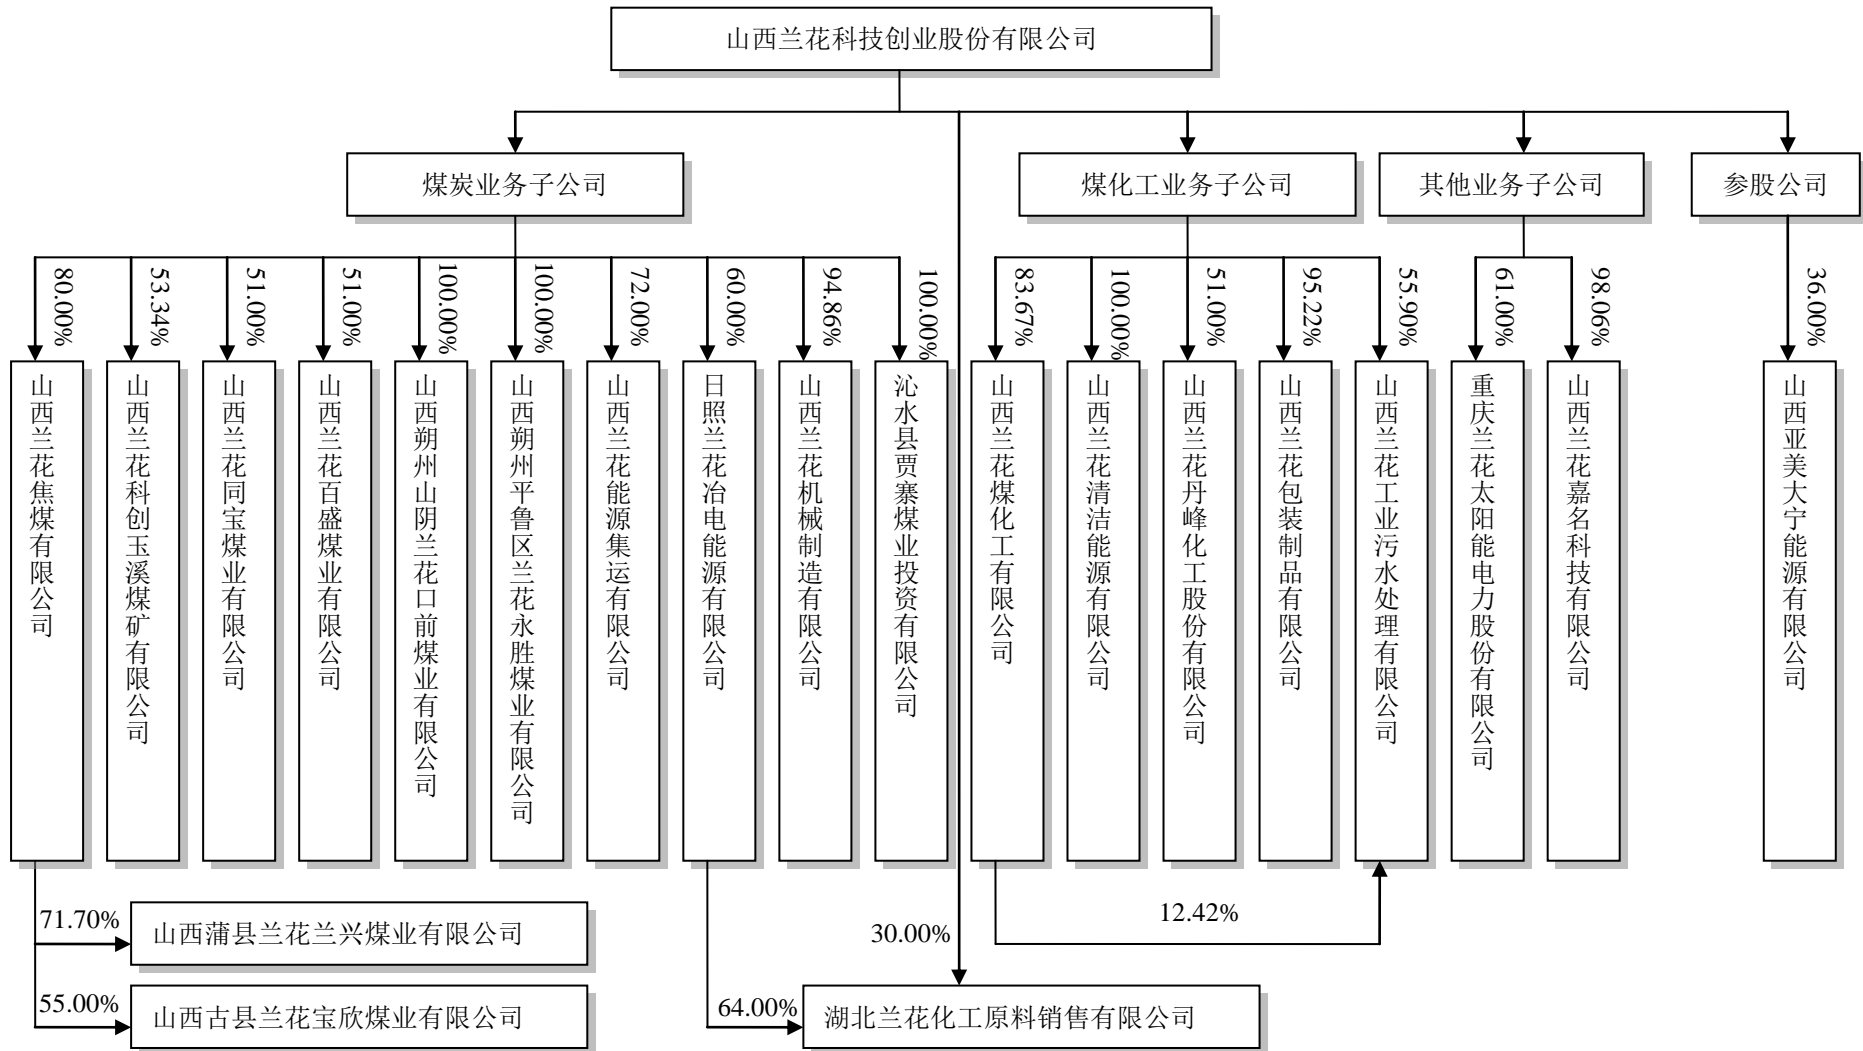 山西兰花科技创业股份有限公司
煤炭业务子公司
煤化工业务子公司
其他业务子公司
参股公司
80.00%
53.34%
51.00%
51.00%
100.00%
100.00%
72.00%
60.00%
94.86%
100.00%
83.67%
100.00%
51.00%
95.22%
55.90%
61.00%
98.06%
36.00%
山西兰花焦煤有限公司
山西兰花科创玉溪煤矿有限公司
山西兰花同宝煤业有限公司
山西兰花百盛煤业有限公司
山西朔州山阴兰花口前煤业有限公司
山西朔州平鲁区兰花永胜煤业有限公司
山西兰花能源集运有限公司
日照兰花冶电能源有限公司
山西兰花机械制造有限公司
沁水县贾寨煤业投资有限公司
山西兰花煤化工有限公司
山西兰花清洁能源有限公司
山西兰花丹峰化工股份有限公司
山西兰花包装制品有限公司
山西兰花工业污水处理有限公司
重庆兰花太阳能电力股份有限公司
山西兰花嘉名科技有限公司
山西亚美大宁能源有限公司
71.70%
山西蒲县兰花兰兴煤业有限公司
30.00%
12.42%
55.00%
山西古县兰花宝欣煤业有限公司
64.00%
湖北兰花化工原料销售有限公司